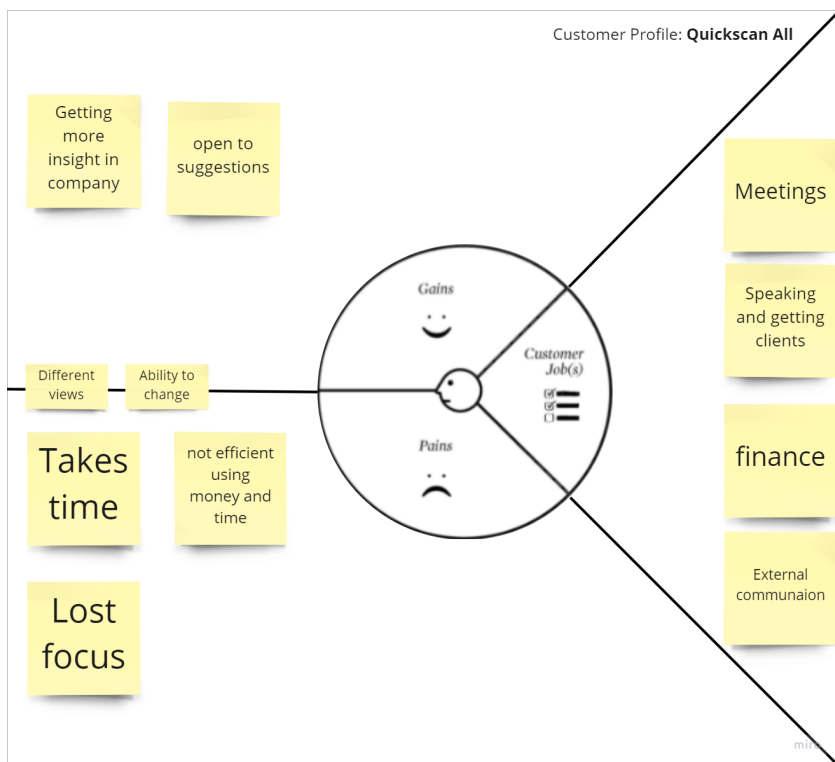 Customer Profile: Quickscan All
Getting
more
insight in
company
open to
suggestions
Meetings
Speaking
and getting
clients
Gains
Customer
Job(s)
Different
views
Ability to
change
Pains
Takes
time
not efficient
using
money and
time
finance
External
communaion
Lost
focus
miro